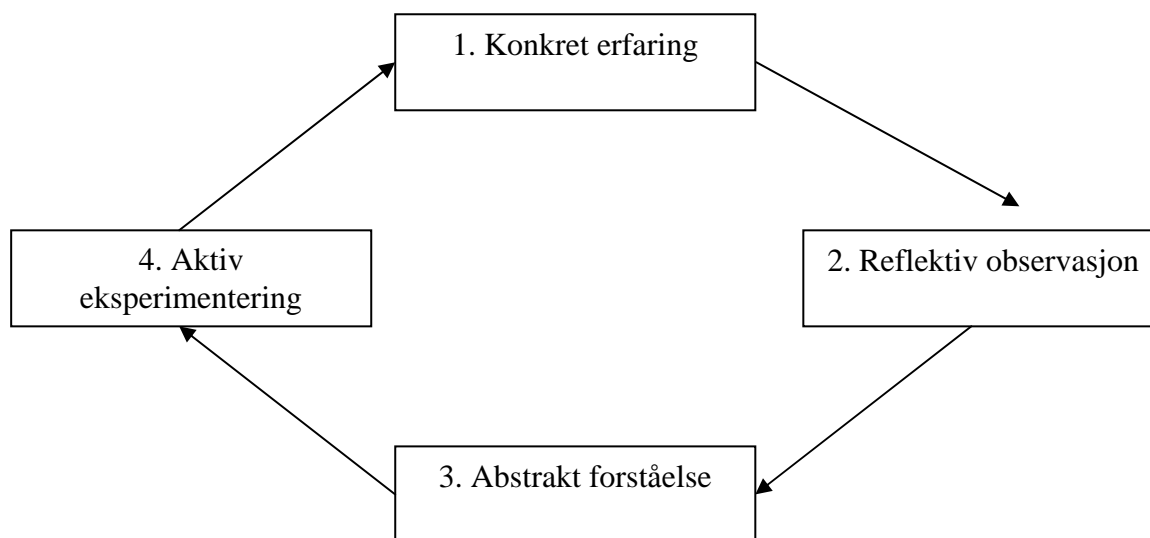 1. Konkret erfaring
2. Reflektiv observasjon
3. Abstrakt forståelse
4. Aktiv
eksperimentering